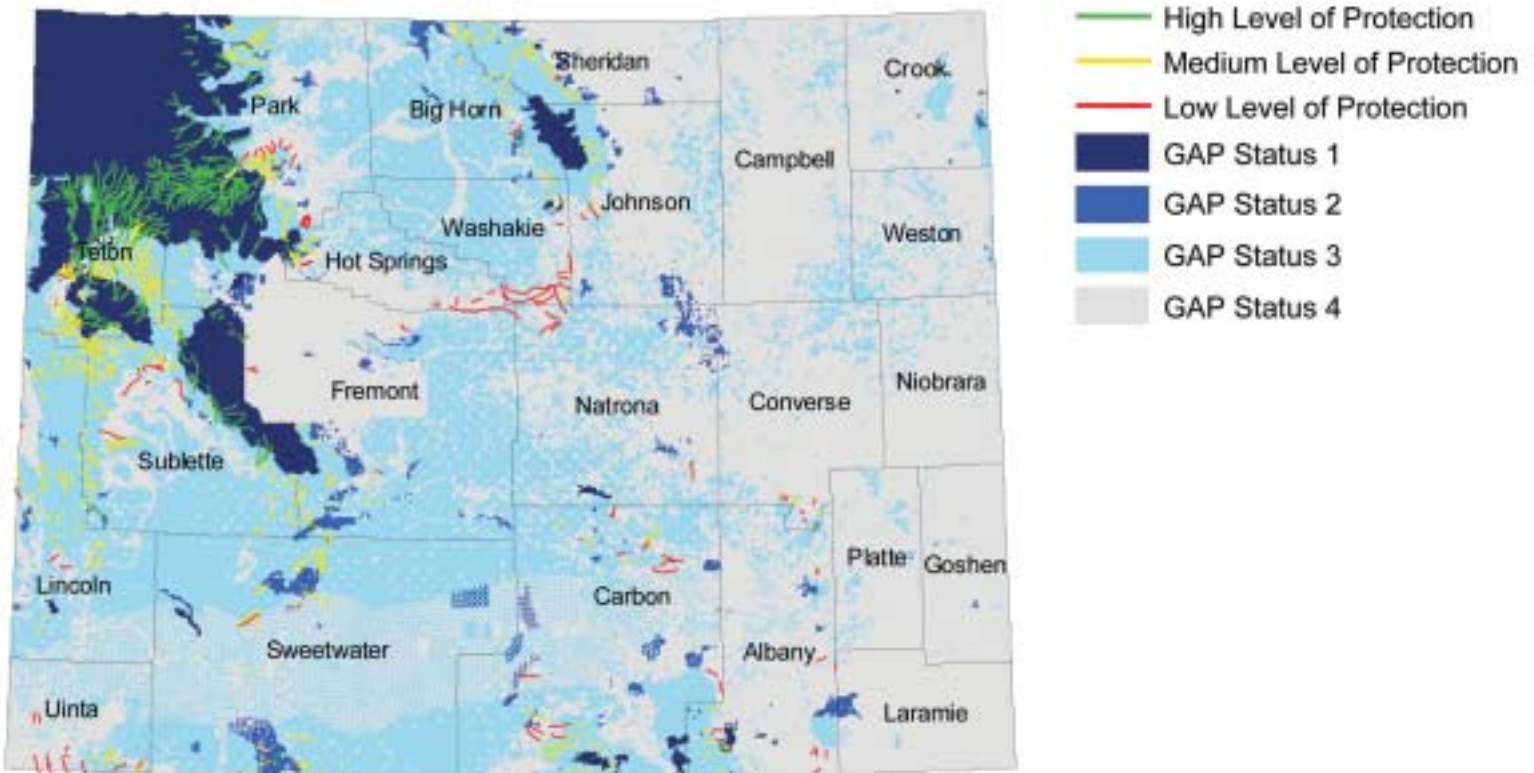 High Level of Protection
Medium Level of Protection
Low Level of Protection
GAP Status 1
GAP Status 2
GAP Status 3
GAP Status 4
Sheridan
Crook
Park
Big Horn
Campbell
Johnson
Washakie
Weston
Teton
Hot Springs
Fremont
Natrona
Converse
Niobrara
Sublette
Platte
Goshen
Lincoln
Carbon
Sweetwater
Albany
Uinta
Laramie